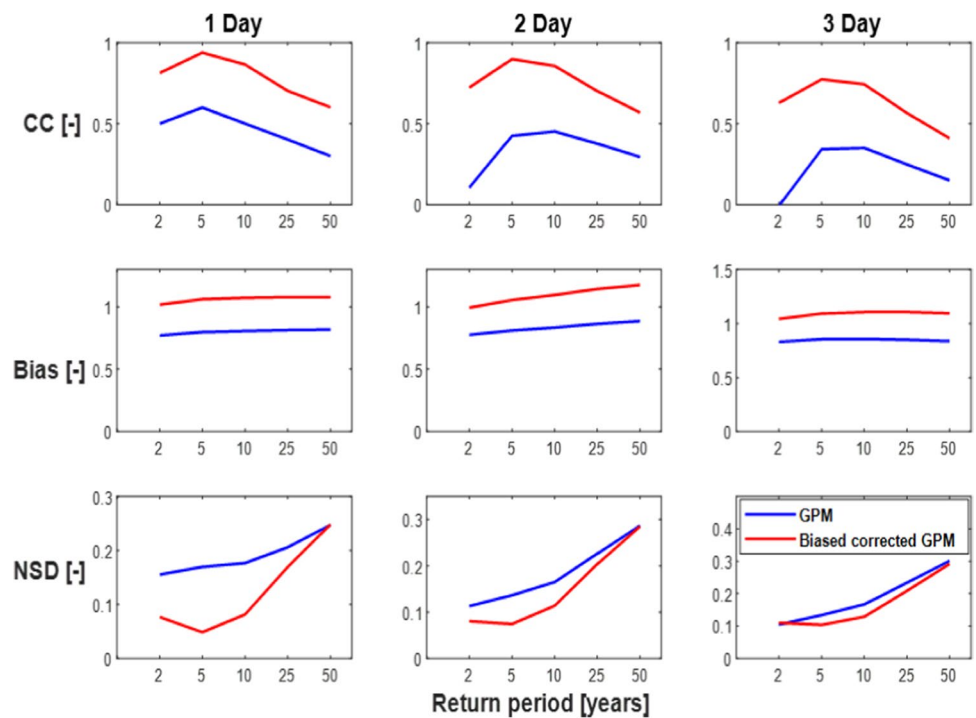 1 Day
2 Day
3 Day
CC [-]
1
0.5
0
2 5 10 25 50
1
0.5
0
2 5 10 25 50
1
0.5
0
2 5 10 25 50
Bias [-]
1
0.5
0
2 5 10 25 50
1
0.5
0
2 5 10 25 50
1.5
1
0.5
0
2 5 10 25 50
NSD [-]
0.3
0.2
0.1
0
2 5 10 25 50
0.3
0.2
0.1
0
2 5 10 25 50
0.4
0.3
0.2
0.1
0
2 5 10 25 50
GPM
Biased corrected GPM
Return period [years]